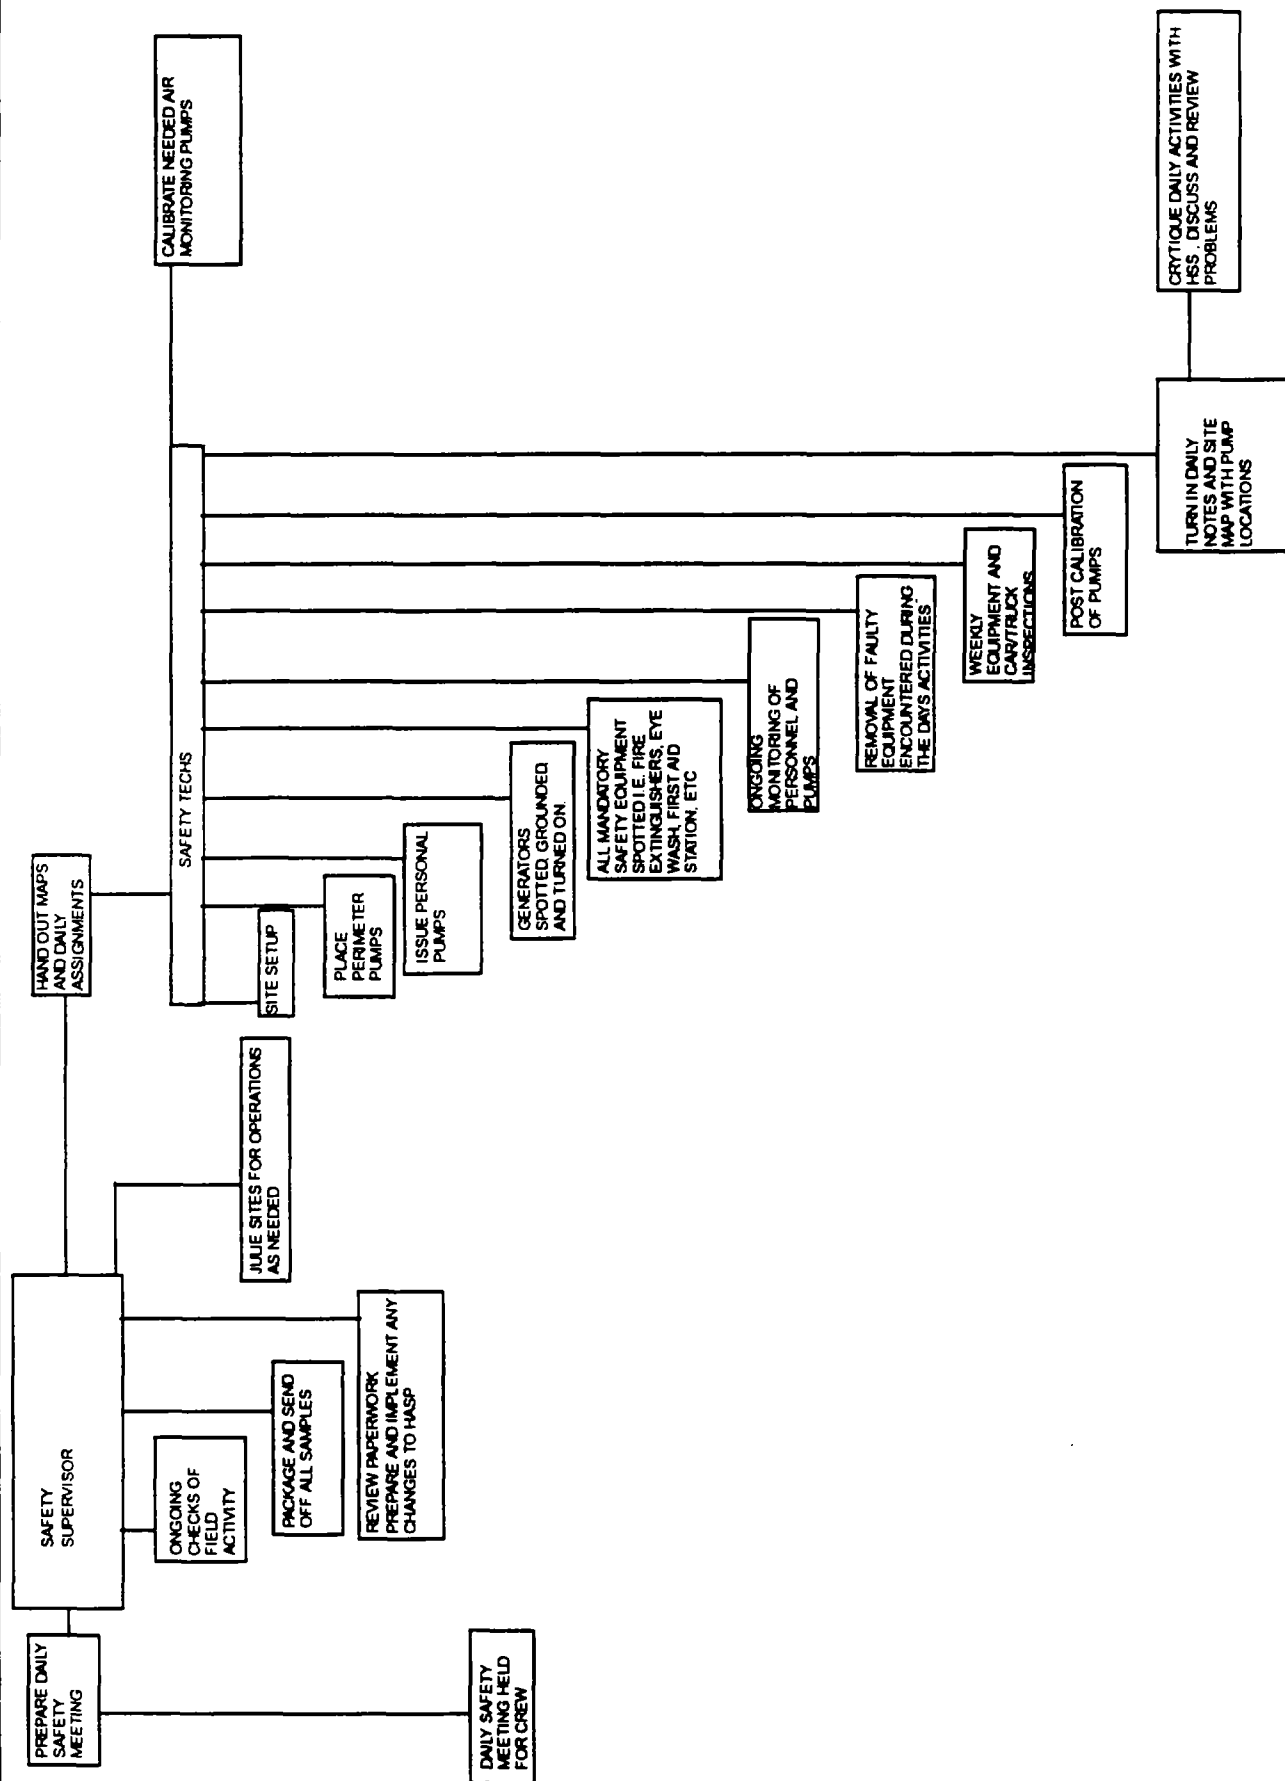 PREPARE DAILY
SAFETY
MEETING
DAILY SAFETY
MEETING HELD
FOR CREW
SAFETY
SUPERVISOR
ONGOING
CHECKS OF
FIELD
ACTIVITY
PACKAGE AND SEND
OFF ALL SAMPLES
REVIEW PAPERWORK
PREPARE AND IMPLEMENT ANY
CHANGES TO HASP
JULIE SITES FOR OPERATIONS
AS NEEDED
HAND OUT MAPS
AND DAILY
ASSIGNMENTS
SAFETY TECHS
SITE SETUP
PLACE
PERIMETER
PUMPS
ISSUE PERSONAL
PUMPS
GENERATORS
SPOTTED, GROUNDED,
AND TURNED ON.
ALL MANDATORY
SAFETY EQUIPMENT
SPOTTED I.E. FIRE
EXTINGUISHERS, EYE
WASH, FIRST AID
STATION, ETC
ONGOING
MONITORING OF
PERSONNEL AND
PUMPS
REMOVAL OF FAULTY
EQUIPMENT
ENCOUNTERED DURING
THE DAYS ACTIVITIES
WEEKLY
EQUIPMENT AND
CAR/TRUCK
INSPECTIONS
POST CALIBRATION
OF PUMPS
TURN IN DAILY
NOTES AND SITE
MAP WITH PUMP
LOCATIONS
CALIBRATE NEEDED AIR
MONITORING PUMPS
CRYTIQUE DAILY ACTIVITIES WITH
HSS . DISCUSS AND REVIEW
PROBLEMS